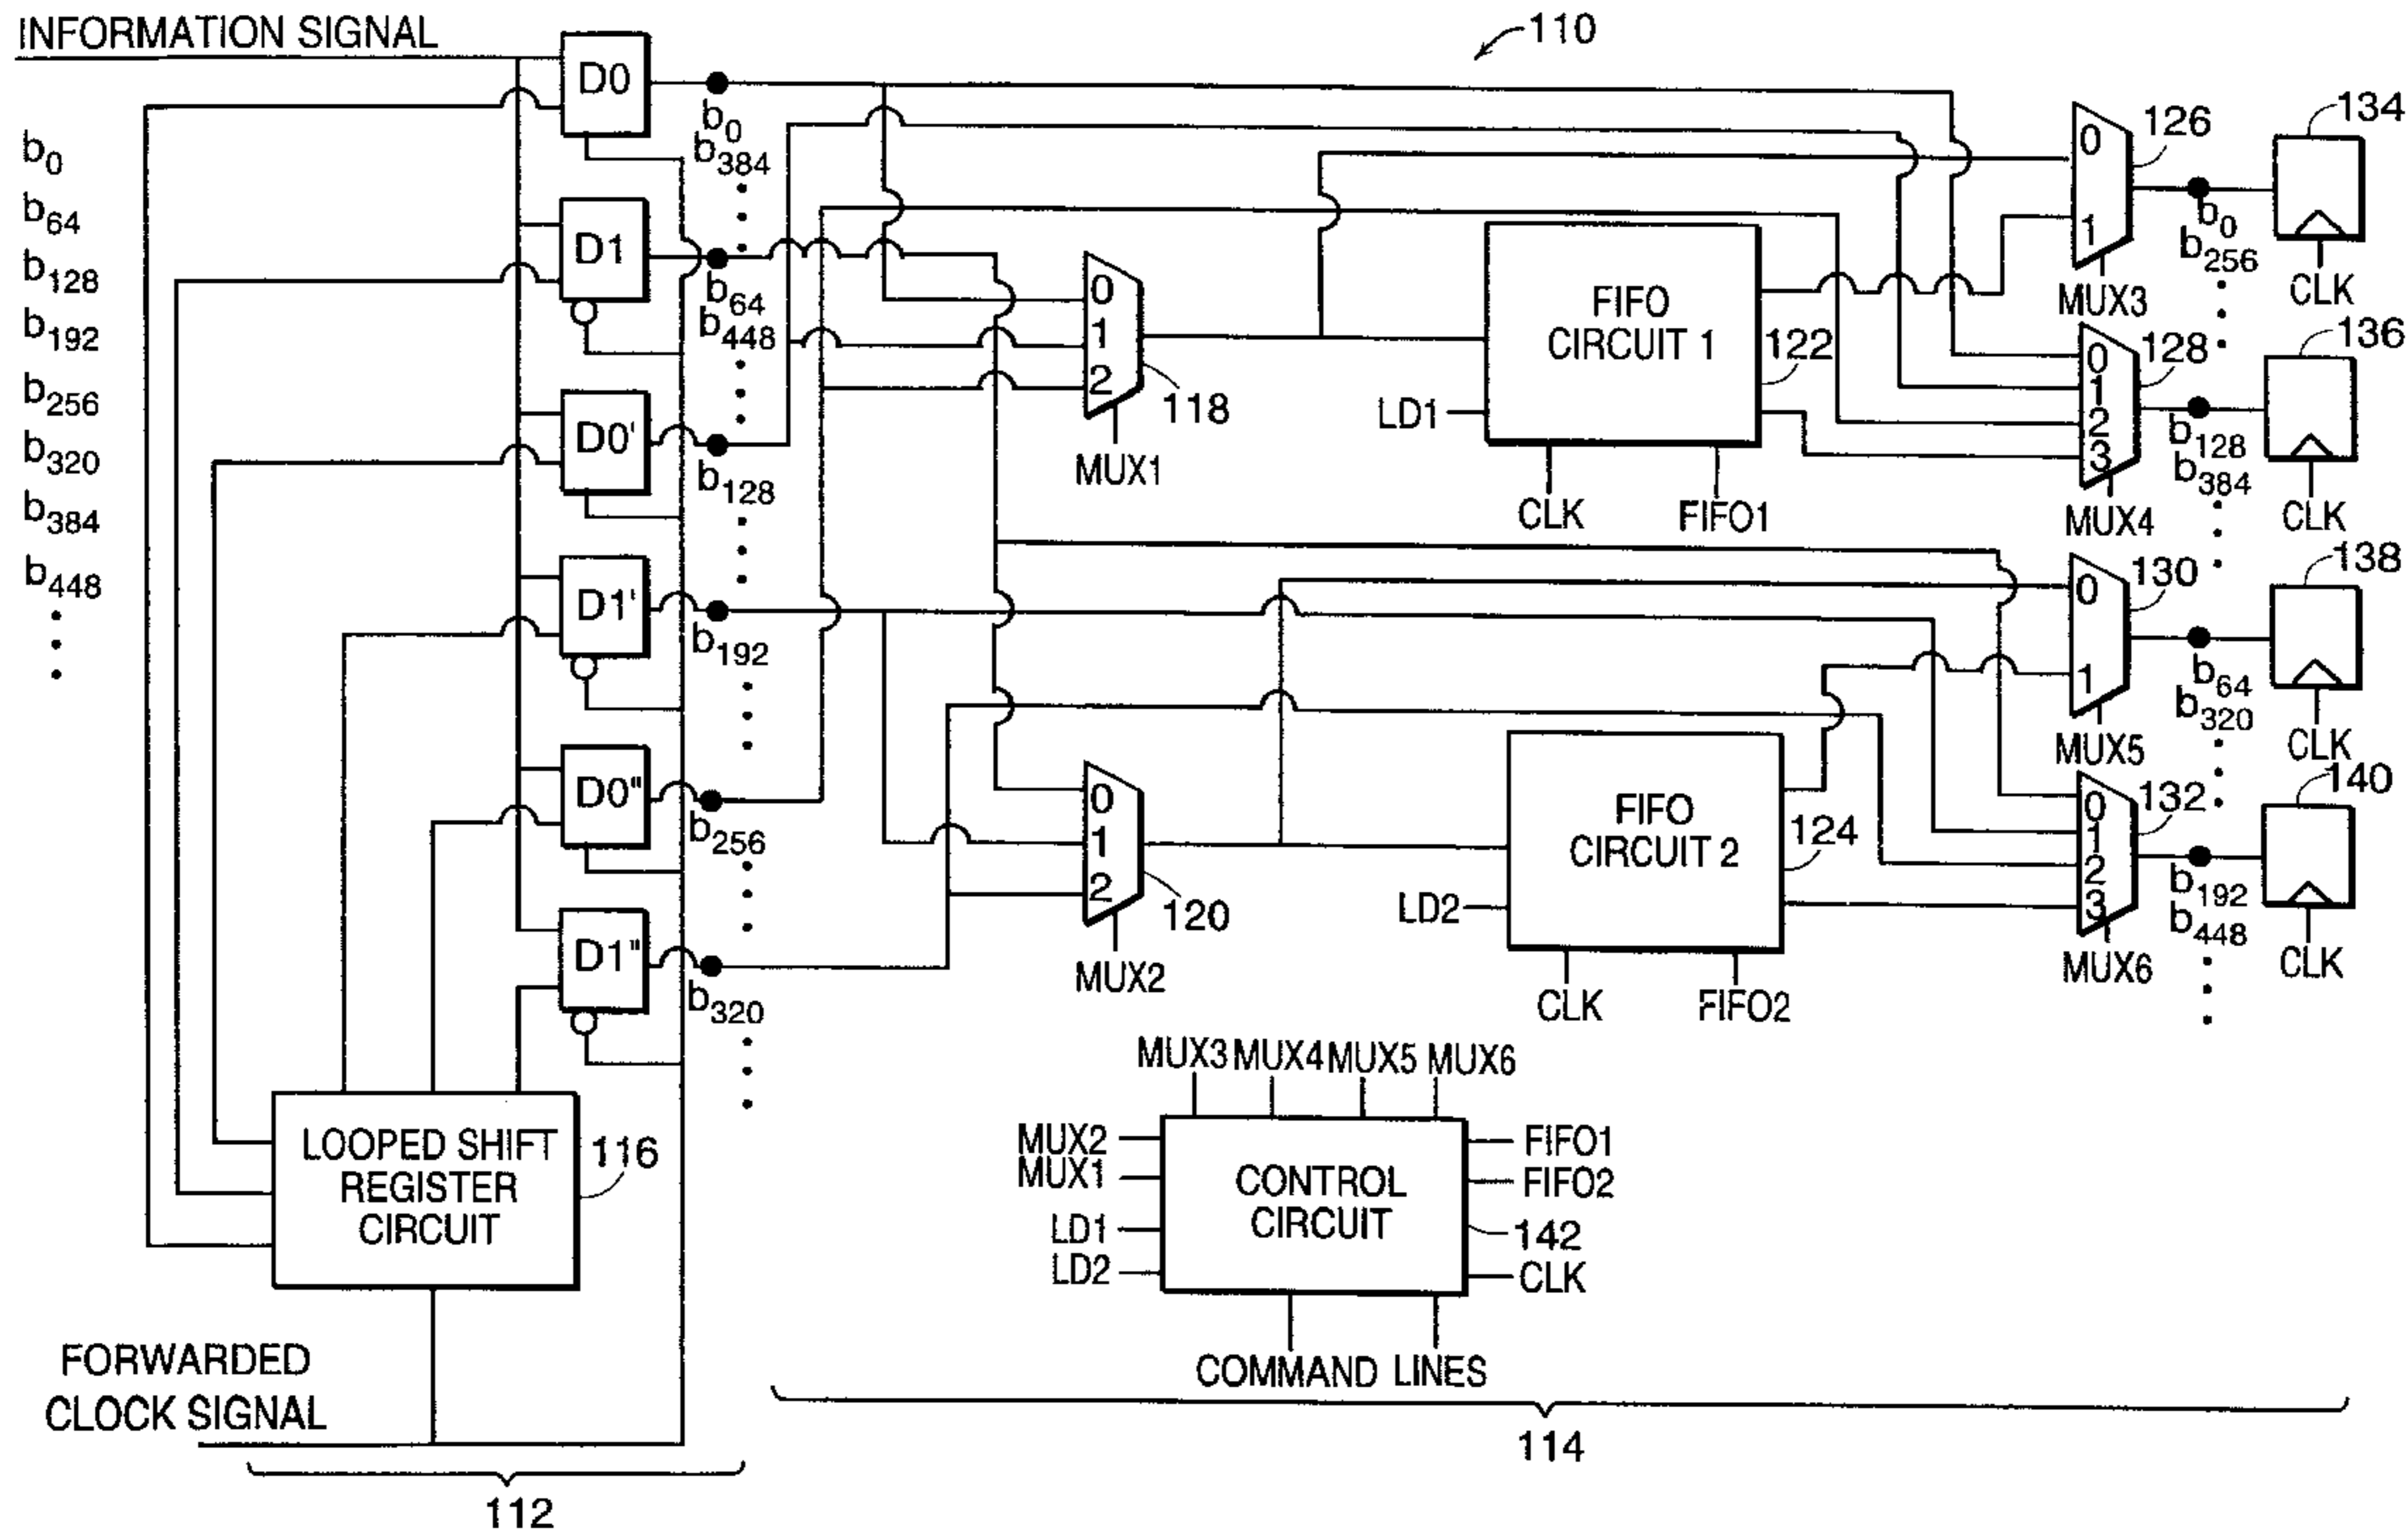 INFORMATION SIGNAL
110
b0
b64
b128
b192
b256
b320
b384
b448
D0
b0
b384
D1
b64
b448
D0'
b128
D1'
b192
D0"
b256
D1"
b320
LOOPED SHIFT
REGISTER
CIRCUIT
116
FORWARDED
CLOCK SIGNAL
112
0
1
2
118
MUX1
FIFO
CIRCUIT 1
122
LD1
CLK
FIFO1
0
1
2
120
MUX2
FIFO
CIRCUIT 2
124
LD2
CLK
FIFO2
0
1
126
MUX3
b0
b256
134
CLK
0
1
2
3
128
MUX4
b128
b384
136
CLK
0
1
130
MUX5
b64
b320
138
CLK
0
1
2
3
132
MUX6
b192
b448
140
CLK
MUX3 MUX4 MUX5 MUX6
MUX2
MUX1
LD1
LD2
CONTROL
CIRCUIT
FIFO1
FIFO2
142
CLK
COMMAND LINES
114